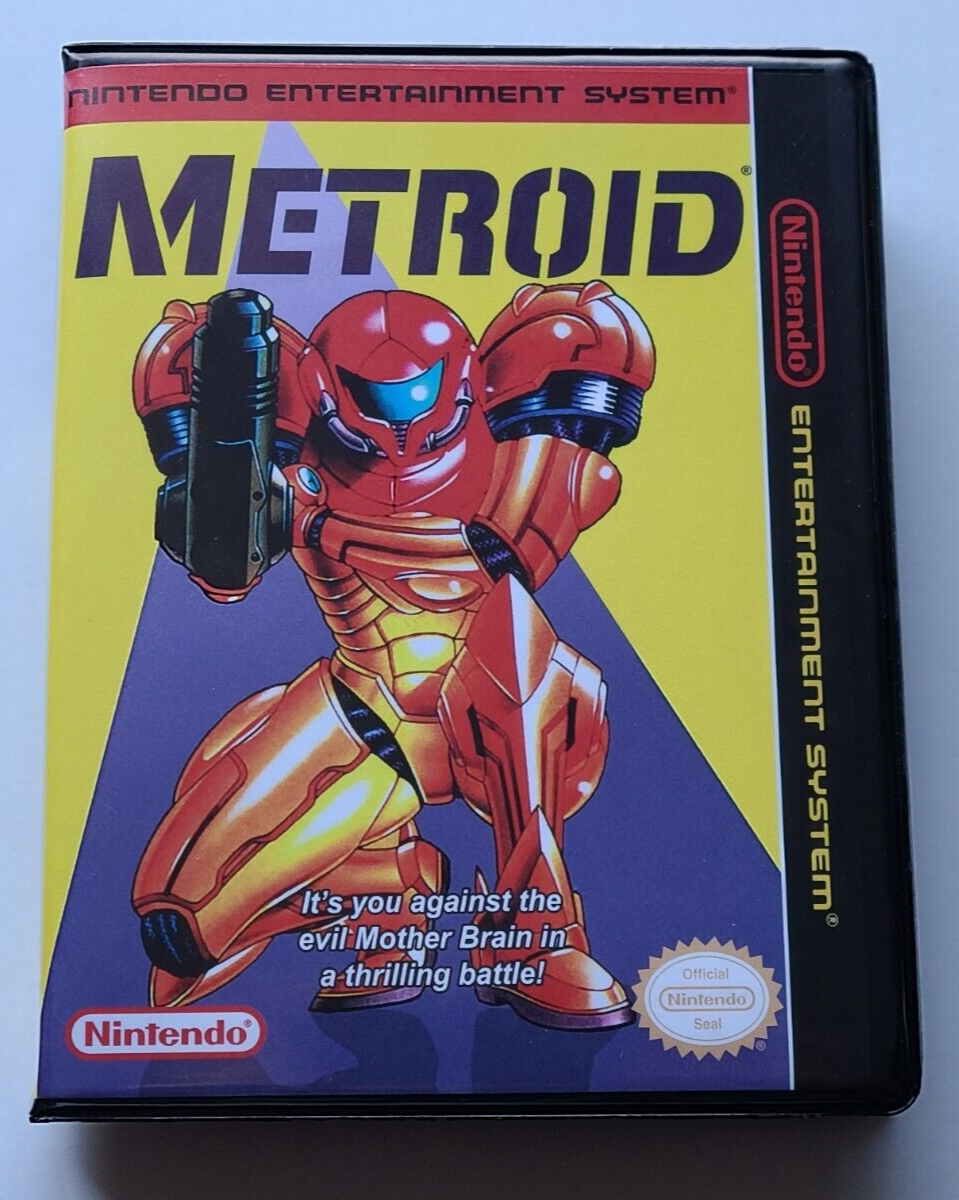 NINTENDO ENTERTAINMENT SYSTEM®
METROID®
It's you against the
evil Mother Brain in
a thrilling battle!
Nintendo®
Official
Nintendo
Seal
®
Nintendo®
ENTERTAINMENT SYSTEM®